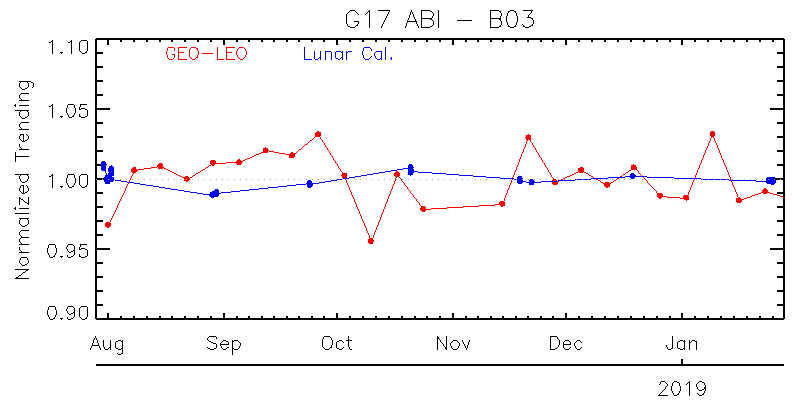 G17 ABI – B03
GEO–LEO Lunar Cal.
1.10
1.05
1.00
0.95
0.90
Normalized Trending
Aug Sep Oct Nov Dec Jan
2019